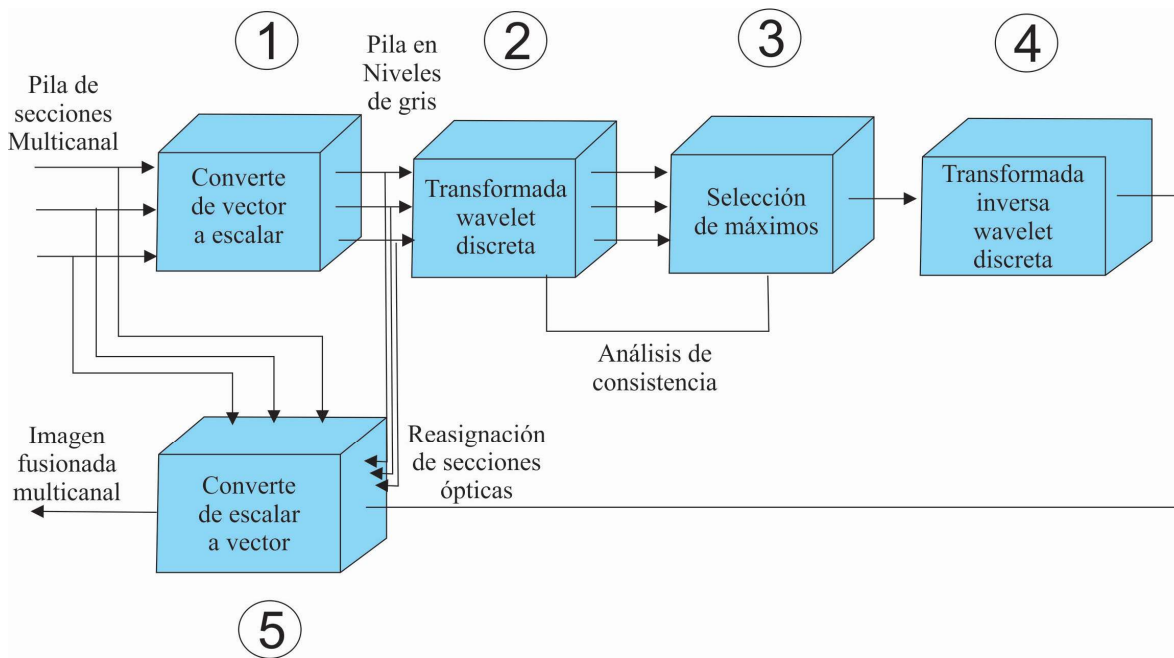 1
2
3
4
Pila de
secciones
Multicanal
Converte
de vector
a escalar
Pila en
Niveles
de gris
Transformada
wavelet
discreta
Selección
de máximos
Transformada
inversa
wavelet
discreta
Análisis de
consistencia
Imagen
fusionada
multicanal
Converte
de escalar
a vector
Reasignación
de secciones
ópticas
5